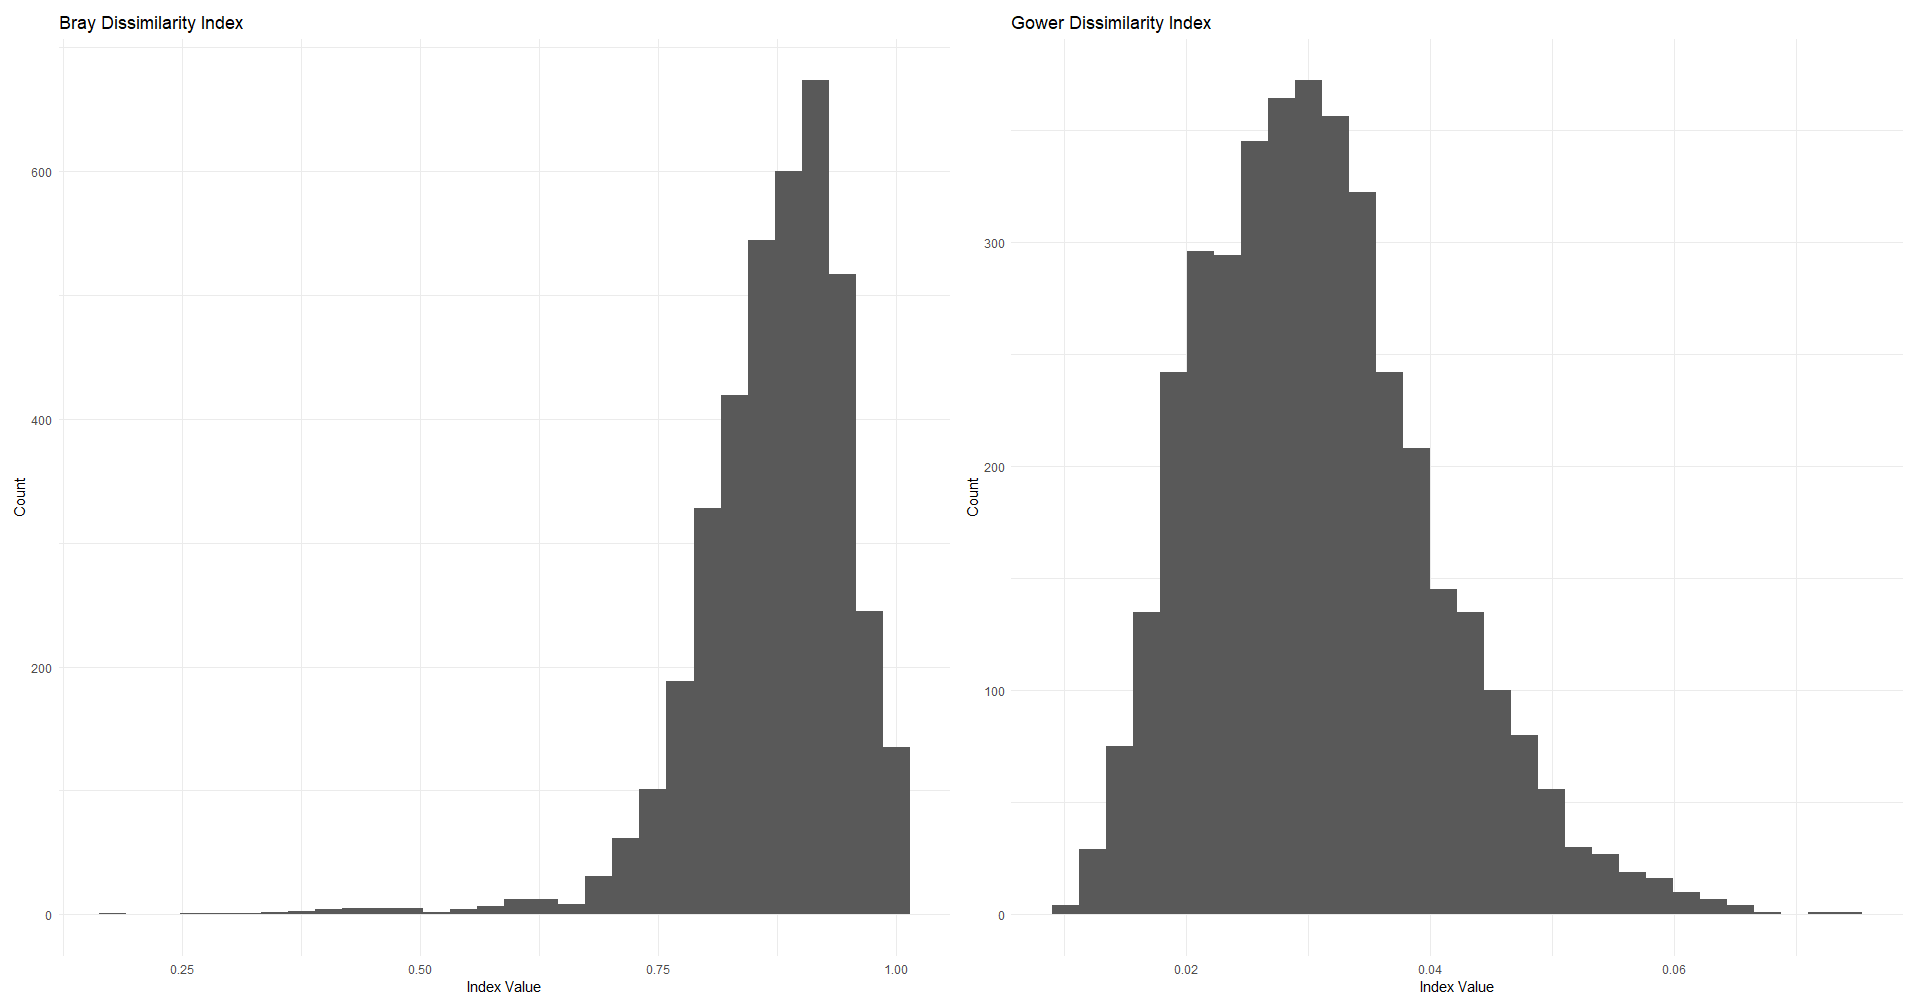 Bray Dissimilarity Index
Count
600
400
200
0
0.25 0.50 0.75 1.00
Index Value
Gower Dissimilarity Index
Count
300
200
100
0
0.02 0.04 0.06
Index Value